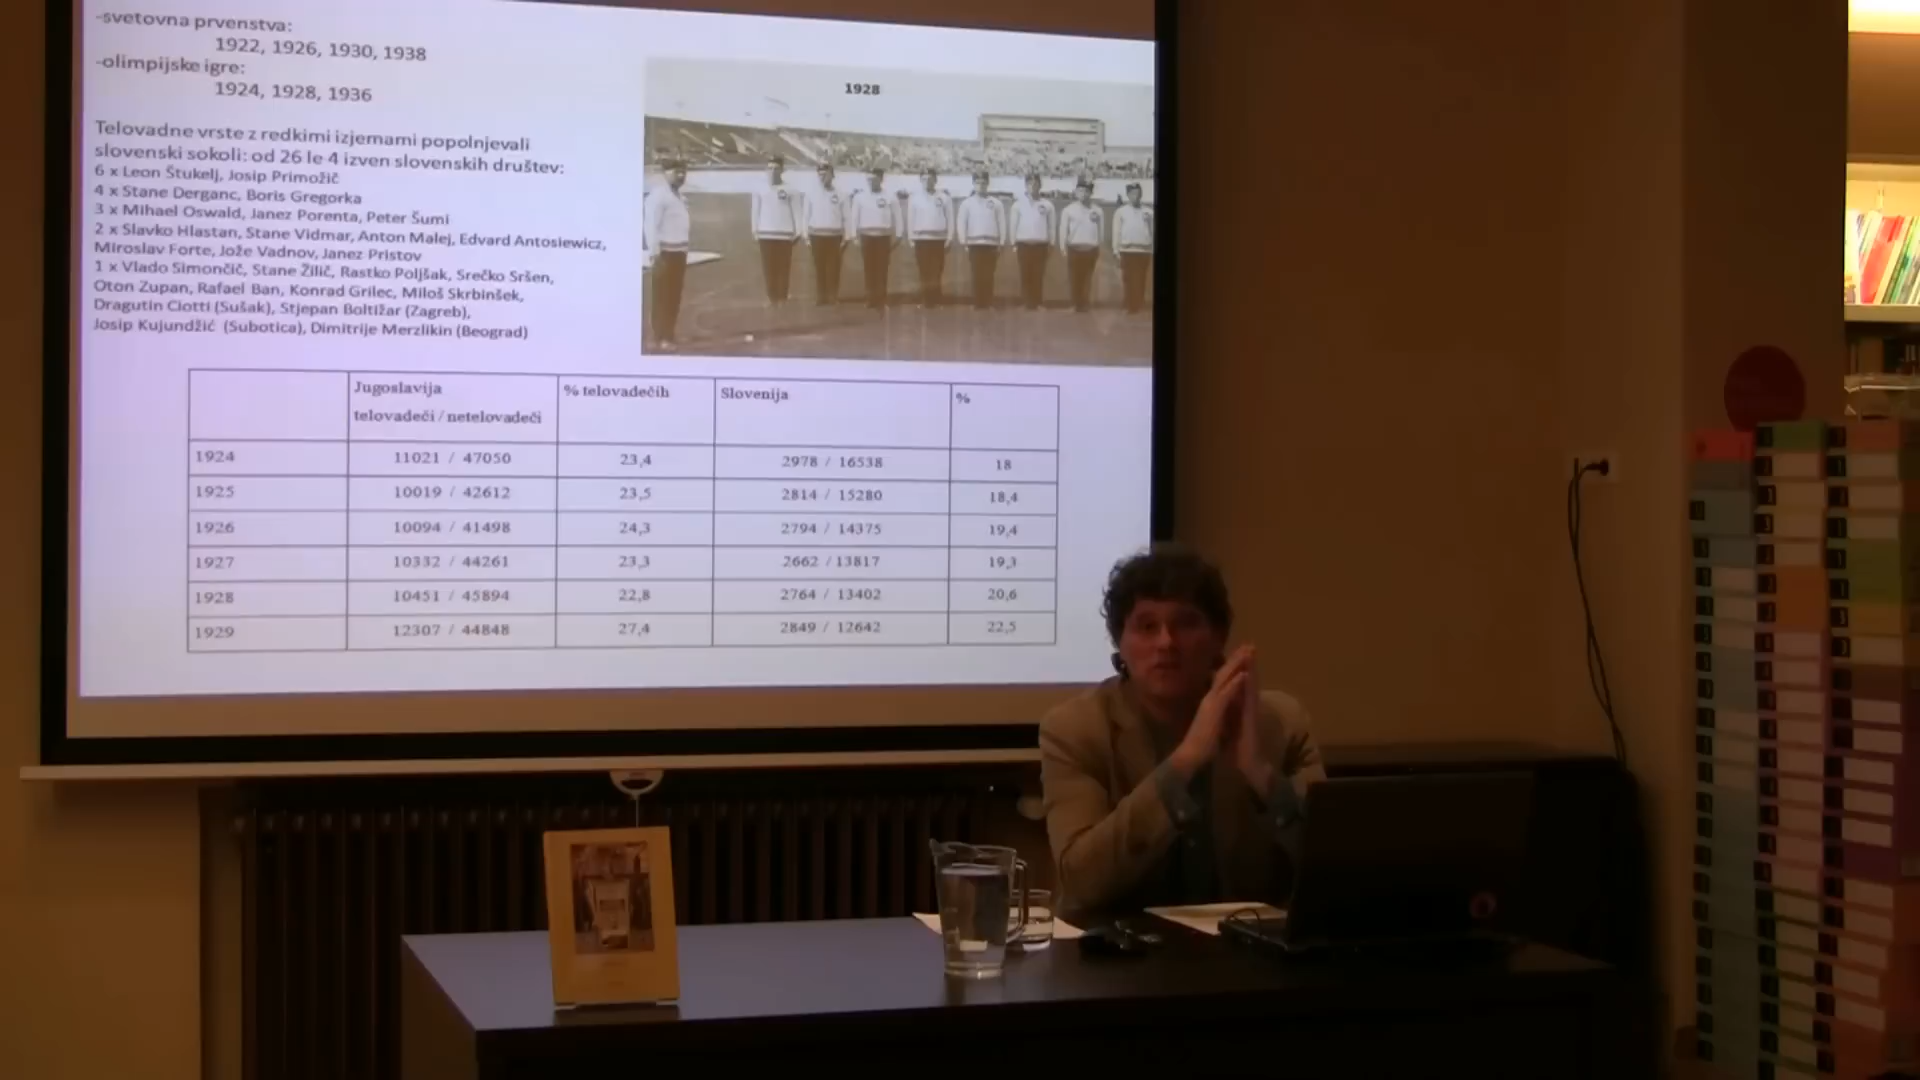 -svetovna prvenstva:
1922, 1926, 1930, 1938
-olimpijske igre:
1924, 1928, 1936
Telovadne vrste z redkimi izjemami popolnjevali
slovenski sokoli: od 26 le 4 izven slovenskih društev:
6 x Leon Štukelj, Josip Primožič
4 x Stane Derganc, Boris Gregorka
3 x Mihael Oswald, Janez Porenta, Peter Šumi
2 x Slavko Hlastan, Stane Vidmar, Anton Malej, Edvard Antosiewicz,
Miroslav Forte, Jože Vadnov, Janez Pristov
1 x Vlado Simončič, Stane Žilič, Rastko Poljšak, Srečko Sršen,
Oton Zupan, Rafael Ban, Konrad Grilec, Miloš Skrbinšek,
Dragutin Ciotti (Sušak), Stjepan Boltižar (Zagreb),
Josip Kujundžić (Subotica), Dimitrije Merzlikin (Beograd)
1928
Jugoslavija
telovadeči / netelovadeči
% telovadečih
Slovenija
%
1924 11021 / 47050 23,4 2978 / 16538 18
1925 10019 / 42612 23,5 2814 / 15280 18,4
1926 10094 / 41498 24,3 2794 / 14375 19,4
1927 10332 / 44261 23,3 2662 / 13817 19,3
1928 10451 / 45894 22,8 2764 / 13402 20,6
1929 12307 / 44848 27,4 2849 / 12642 22,5